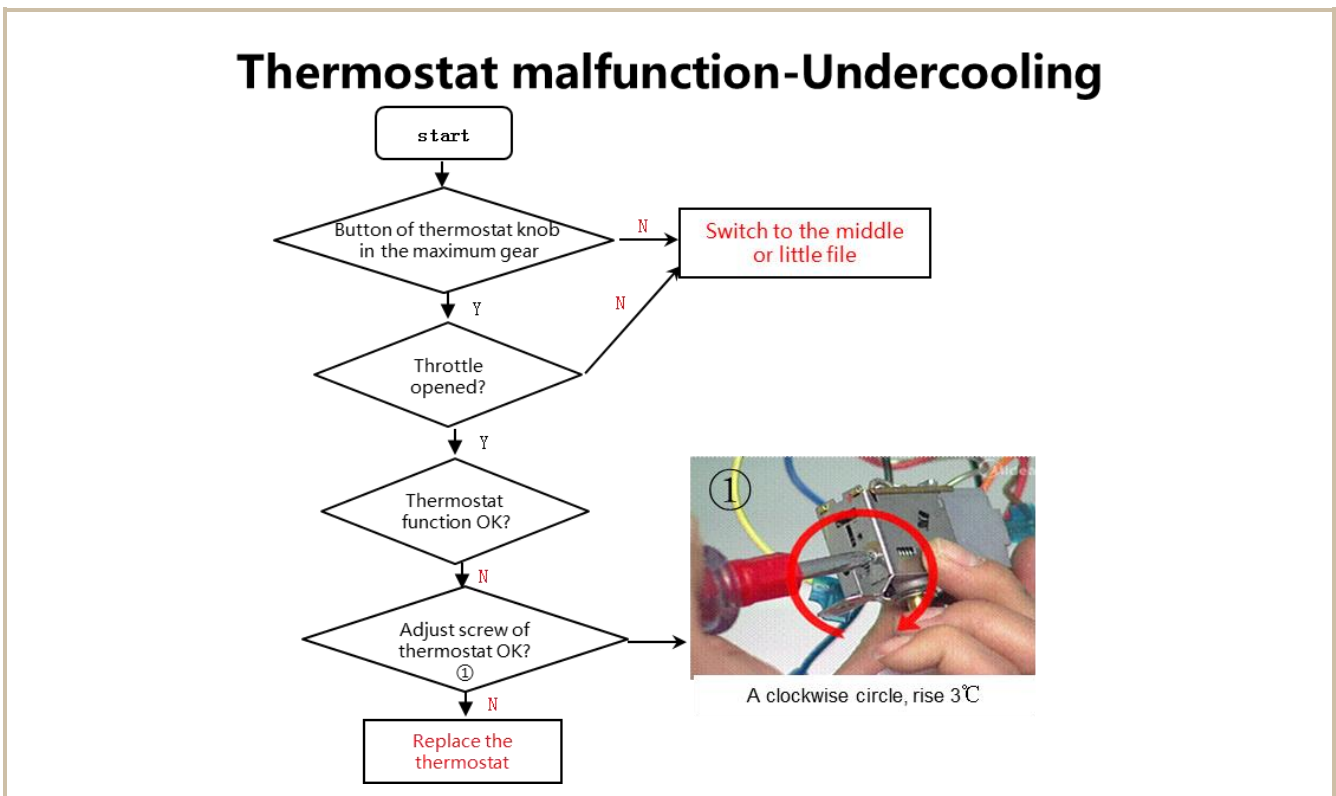 Thermostat malfunction-Undercooling
start
Button of thermostat knob
in the maximum gear
N
Switch to the middle
or little file
Y
N
Throttle
opened?
Y
Thermostat
function OK?
N
Adjust screw of
thermostat OK?
①
①
A clockwise circle, rise 3℃
N
Replace the
thermostat